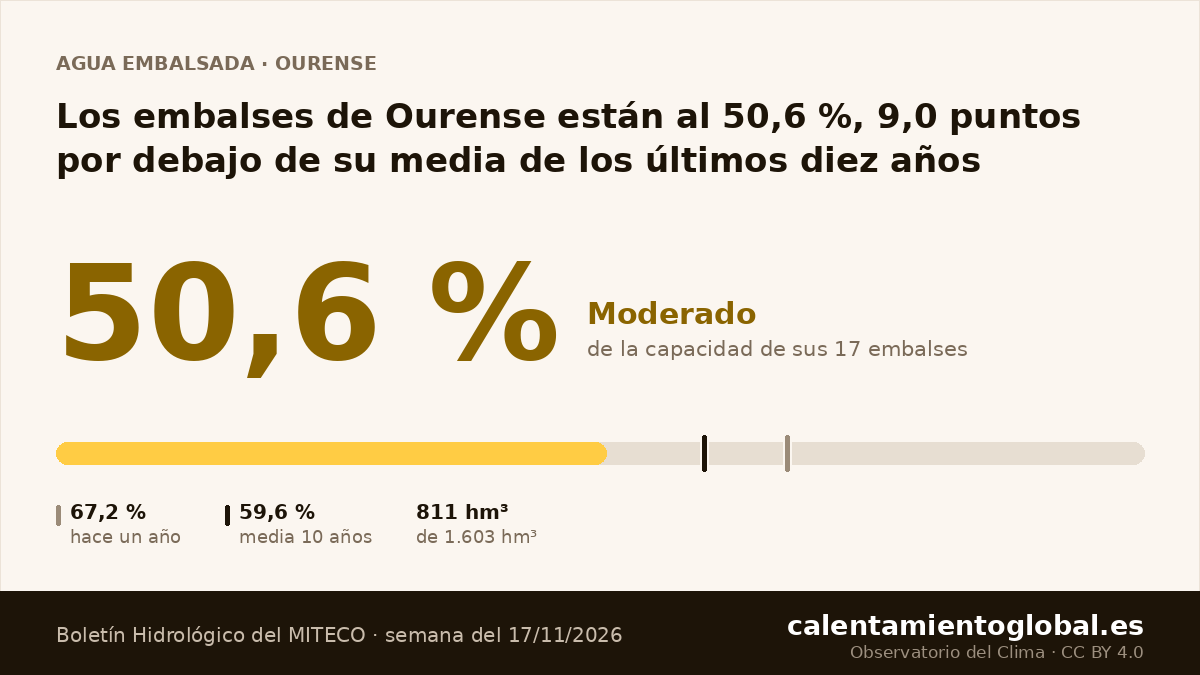 AGUA EMBALSADA · OURENSE
Los embalses de Ourense están al 50,6 %, 9,0 puntos
por debajo de su media de los últimos diez años
50,6 %
Moderado
de la capacidad de sus 17 embalses
67,2 %
hace un año
59,6 %
media 10 años
811 hm³
de 1.603 hm³
Boletín Hidrológico del MITECO · semana del 17/11/2026
calentamientoglobal.es
Observatorio del Clima · CC BY 4.0